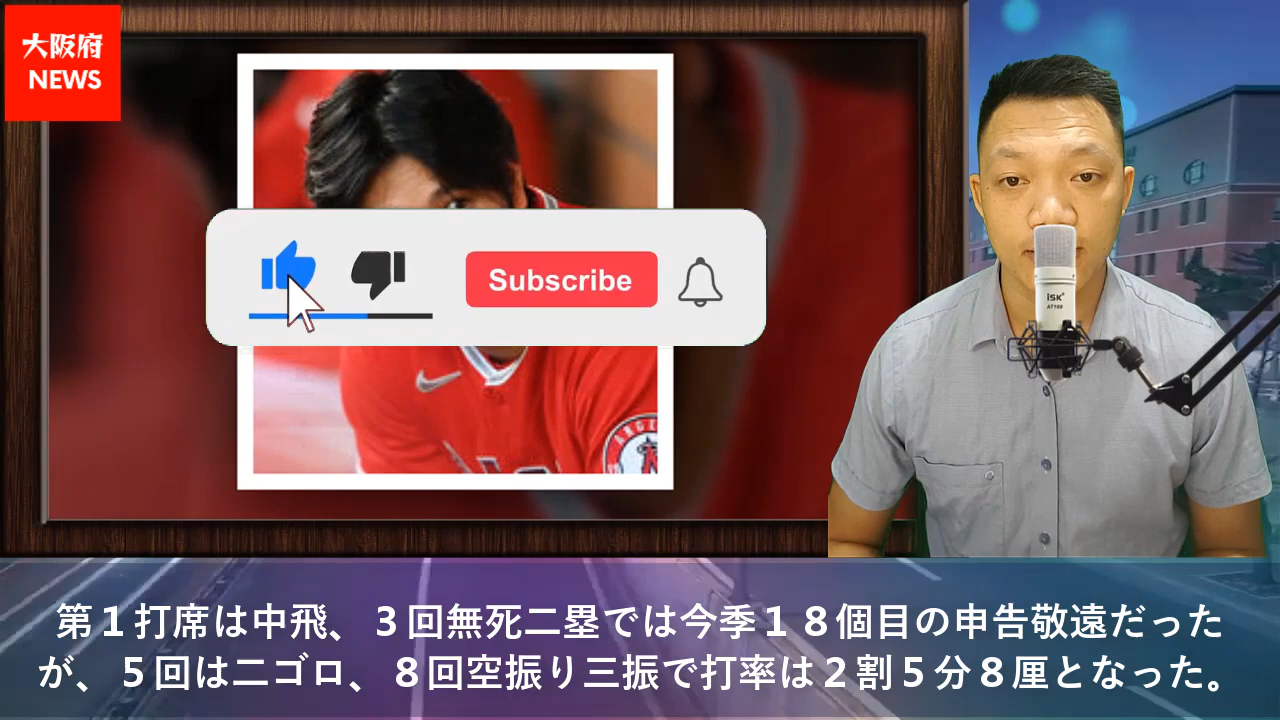 大阪府
NEWS
Subscribe
iSK
AT100
ANGE
第１打席は中飛、３回無死二塁では今季１８個目の申告敬遠だった
が、５回は二ゴロ、８回空振り三振で打率は２割５分８厘となった。